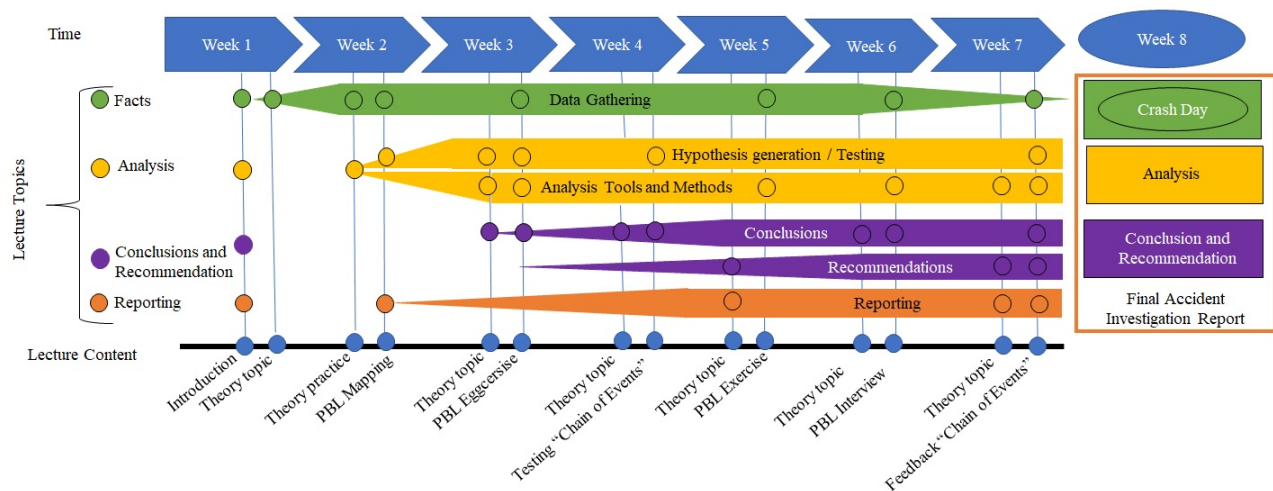 Time
Week 1
Week 2
Week 3
Week 4
Week 5
Week 6
Week 7
Week 8
Lecture Topics
Facts
Data Gathering
Crash Day
Analysis
Hypothesis generation / Testing
Analysis Tools and Methods
Analysis
Conclusions and
Recommendation
Conclusions
Recommendations
Conclusion and
Recommendation
Reporting
Reporting
Final Accident
Investigation Report
Lecture Content
Introduction
Theory topic
Theory practice
PBL Mapping
Theory topic
PBL Eggcersise
Theory topic
Testing “Chain of Events”
Theory topic
PBL Exercise
Theory topic
PBL Interview
Theory topic
Feedback “Chain of Events”